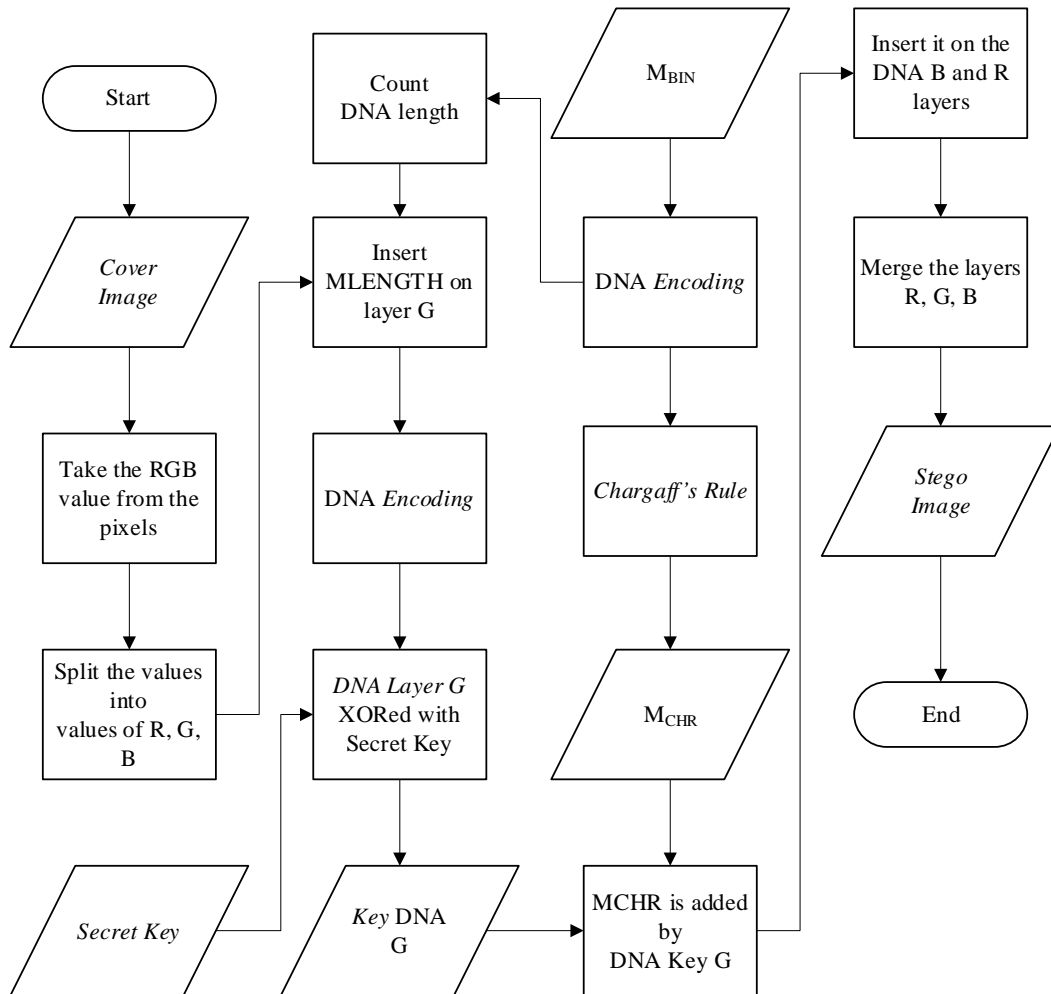 Start
Cover
Image
Take the RGB
value from the
pixels
Split the values
into
values of R, G,
B
Secret Key
Count
DNA length
Insert
MLENGTH on
layer G
DNA Encoding
DNA Layer G
XORed with
Secret Key
Key DNA
G
MBIN
DNA Encoding
Chargaff's Rule
MCHR
MCHR is added
by
DNA Key G
Insert it on the
DNA B and R
layers
Merge the layers
R, G, B
Stego
Image
End